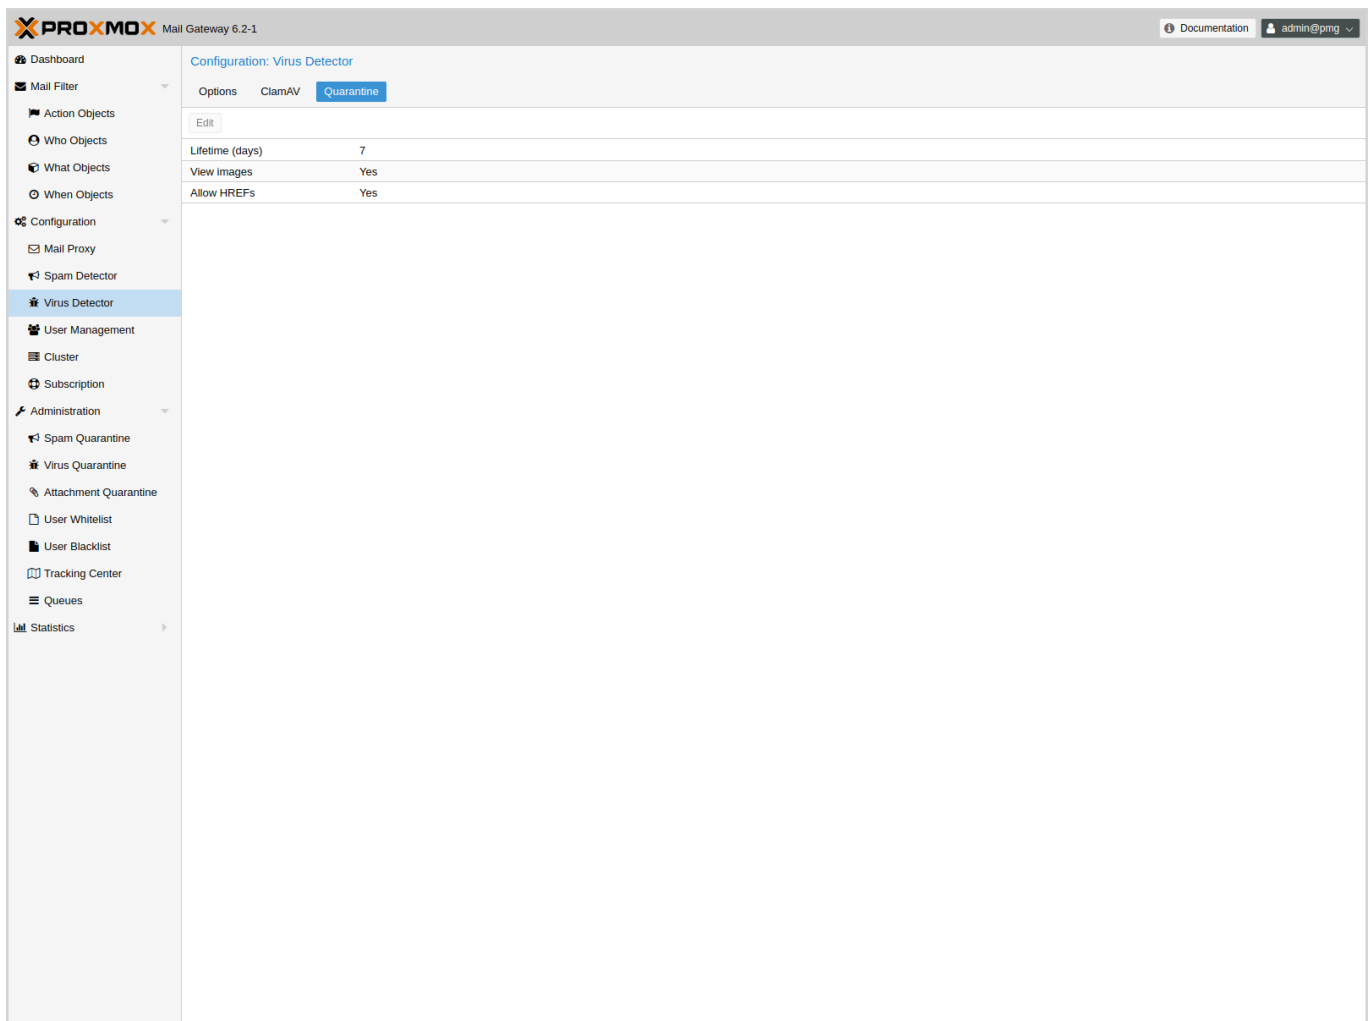 PROXMOX Mail Gateway 6.2-1
Documentation
admin@pmg
Dashboard
Mail Filter
Action Objects
Who Objects
What Objects
When Objects
Configuration
Mail Proxy
Spam Detector
Virus Detector
User Management
Cluster
Subscription
Administration
Spam Quarantine
Virus Quarantine
Attachment Quarantine
User Whitelist
User Blacklist
Tracking Center
Queues
Statistics
Configuration: Virus Detector
Options ClamAV Quarantine
Edit
Lifetime (days) 7
View images Yes
Allow HREFs Yes